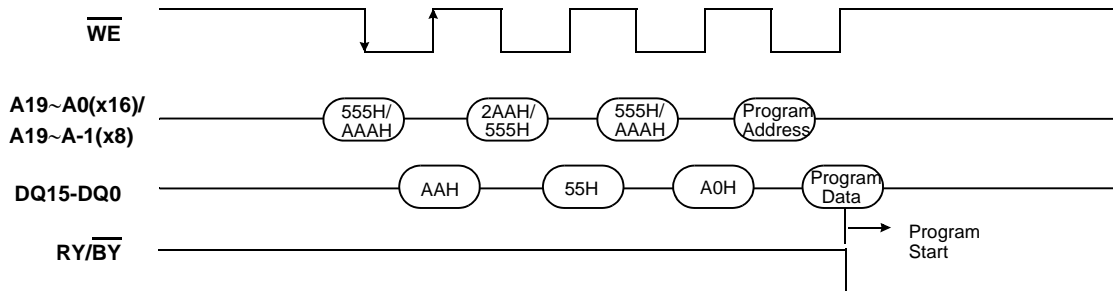 WE
A19~A0(x16)/
A19~A-1(x8)
555H/
AAAH
2AAH/
555H
555H/
AAAH
Program
Address
DQ15-DQ0
AAH
55H
A0H
Program
Data
RY/BY
Program
Start